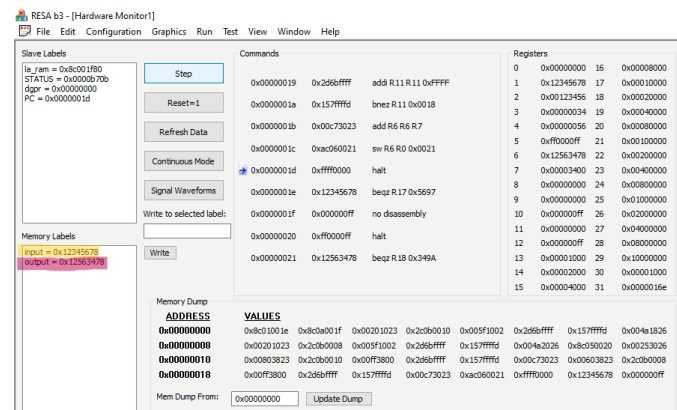 RESA b3 - [Hardware Monitor1]
File Edit Configuration Graphics Run Test View Window Help
Slave Labels
la_ram = 0x8c001f80
STATUS = 0x0000b70b
dgpr = 0x00000000
PC = 0x0000001d
Step
Reset=1
Refresh Data
Continuous Mode
Signal Waveforms
Write to selected label:
Write
Memory Labels
input = 0x12345678
output = 0x12563478
Commands
0x00000019 0x2d6bffff addi R11 R11 0xFFFF
0x0000001a 0x157ffffd bnez R11 0x0018
0x0000001b 0x00c73023 add R6 R6 R7
0x0000001c 0xac060021 sw R6 R0 0x0021
0x0000001d 0xffff0000 halt
0x0000001e 0x12345678 beqz R17 0x5697
0x0000001f 0x000000ff no disassembly
0x00000020 0xff0000ff halt
0x00000021 0x12563478 beqz R18 0x349A
Registers
0 0x00000000 16 0x00008000
1 0x12345678 17 0x00010000
2 0x00123456 18 0x00020000
3 0x00000034 19 0x00040000
4 0x00000056 20 0x00080000
5 0xff0000ff 21 0x00100000
6 0x12563478 22 0x00200000
7 0x00003400 23 0x00400000
8 0x00000000 24 0x00800000
9 0x00000000 25 0x01000000
10 0x000000ff 26 0x02000000
11 0x00000000 27 0x04000000
12 0x000000ff 28 0x08000000
13 0x00001000 29 0x10000000
14 0x00002000 30 0x00001000
15 0x00004000 31 0x0000016e
Memory Dump
ADDRESS VALUES
0x00000000 0x8c01001e 0x8c0a001f 0x00201023 0x2c0b0010 0x005f1002 0x2d6bffff 0x157ffffd 0x004a1826
0x00000008 0x00201023 0x2c0b0008 0x005f1002 0x2d6bffff 0x157ffffd 0x004a2026 0x8c050020 0x00253026
0x00000010 0x00803823 0x2c0b0010 0x00ff3800 0x2d6bffff 0x157ffffd 0x00c73023 0x00603823 0x2c0b0008
0x00000018 0x00ff3800 0x2d6bffff 0x157ffffd 0x00c73023 0xac060021 0xffff0000 0x12345678 0x000000ff
Mem Dump From: 0x00000000 Update Dump